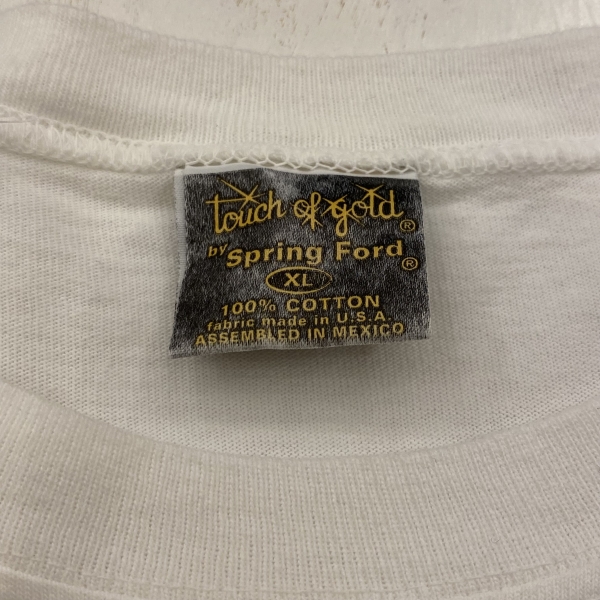 touch of gold ®
by Spring Ford ®
XL
100% COTTON
fabric made in U.S.A.
ASSEMBLED IN MEXICO